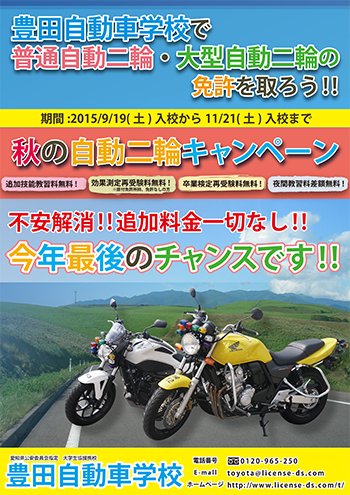 豊田自動車学校で
普通自動二輪・大型自動二輪の
免許を取ろう!!
期間:2015/9/19(土)入校から11/21(土)入校まで
秋の自動二輪キャンペーン
追加技能教習料無料!
効果測定再受験料無料!
卒業検定再受験料無料!
夜間教習料差額無料!
不安解消!!追加料金一切なし!!
今年最後のチャンスです!!
愛知県公安委員会指定 大学生協提携校
豊田自動車学校
電話番号 0120-965-250
E-mail toyota@license-ds.com
ホームページ http://www.license-ds.com/t/